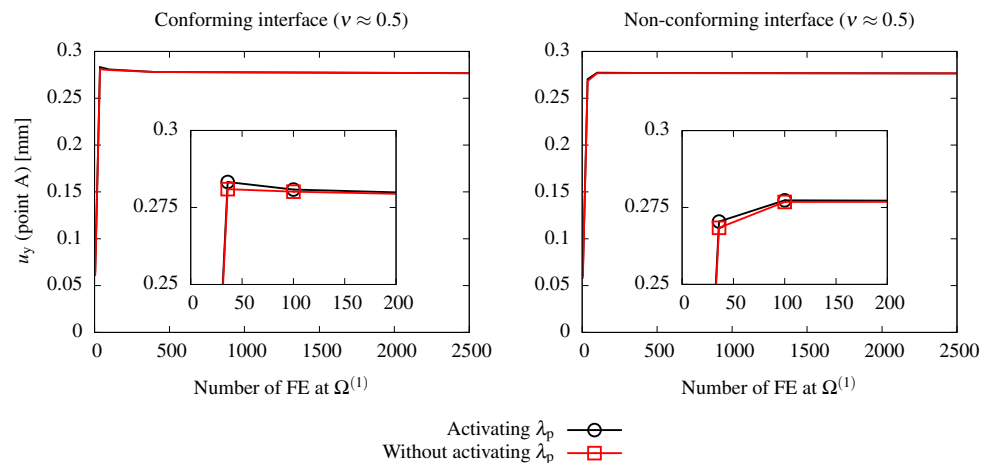 Conforming interface (ν ≈ 0.5)
Non-conforming interface (ν ≈ 0.5)
u_y (point A) [mm]
0.3
0.25
0.2
0.15
0.1
0.05
0
0 500 1000 1500 2000 2500
0.3
0.275
0.25
0 50 100 150 200
Number of FE at Ω^(1)
0.3
0.25
0.2
0.15
0.1
0.05
0
0 500 1000 1500 2000 2500
0.3
0.275
0.25
0 50 100 150 200
Number of FE at Ω^(1)
Activating λ_p
Without activating λ_p